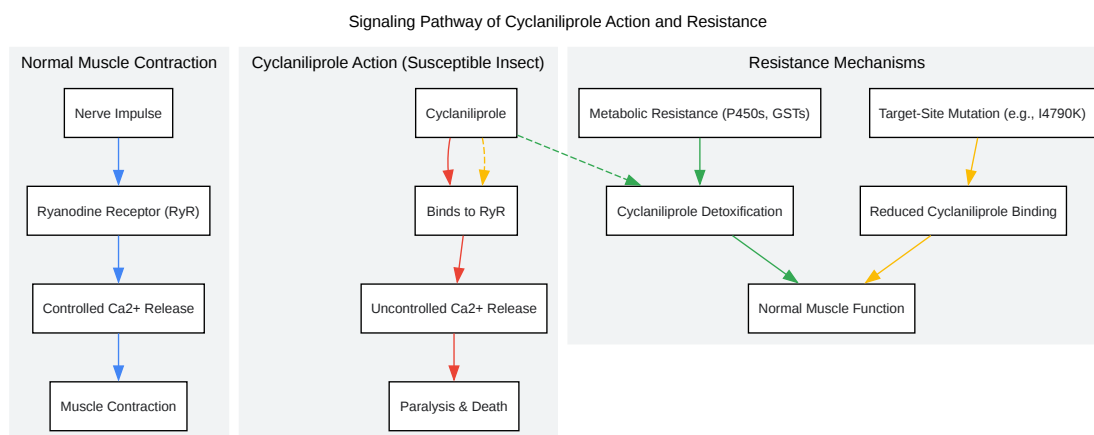 Signaling Pathway of Cyclaniliprole Action and Resistance
Normal Muscle Contraction
Nerve Impulse
Ryanodine Receptor (RyR)
Controlled Ca2+ Release
Muscle Contraction
Cyclaniliprole Action (Susceptible Insect)
Cyclaniliprole
Binds to RyR
Uncontrolled Ca2+ Release
Paralysis & Death
Resistance Mechanisms
Metabolic Resistance (P450s, GSTs)
Target-Site Mutation (e.g., I4790K)
Cyclaniliprole Detoxification
Reduced Cyclaniliprole Binding
Normal Muscle Function